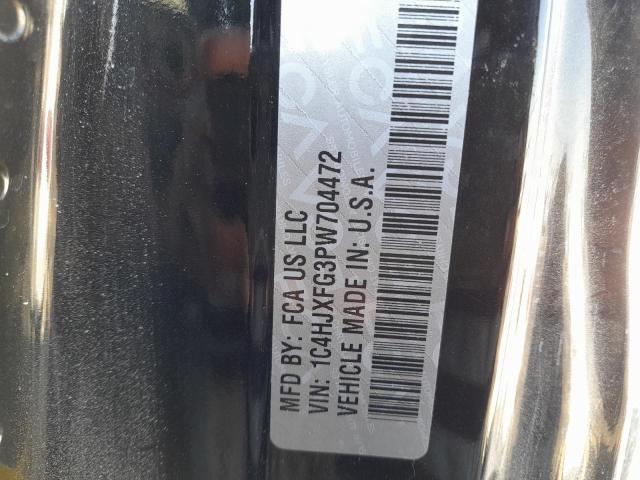 MFD BY: FCA US LLC
VIN: 1C4HJXFG3PW704472
VEHICLE MADE IN: U.S.A.